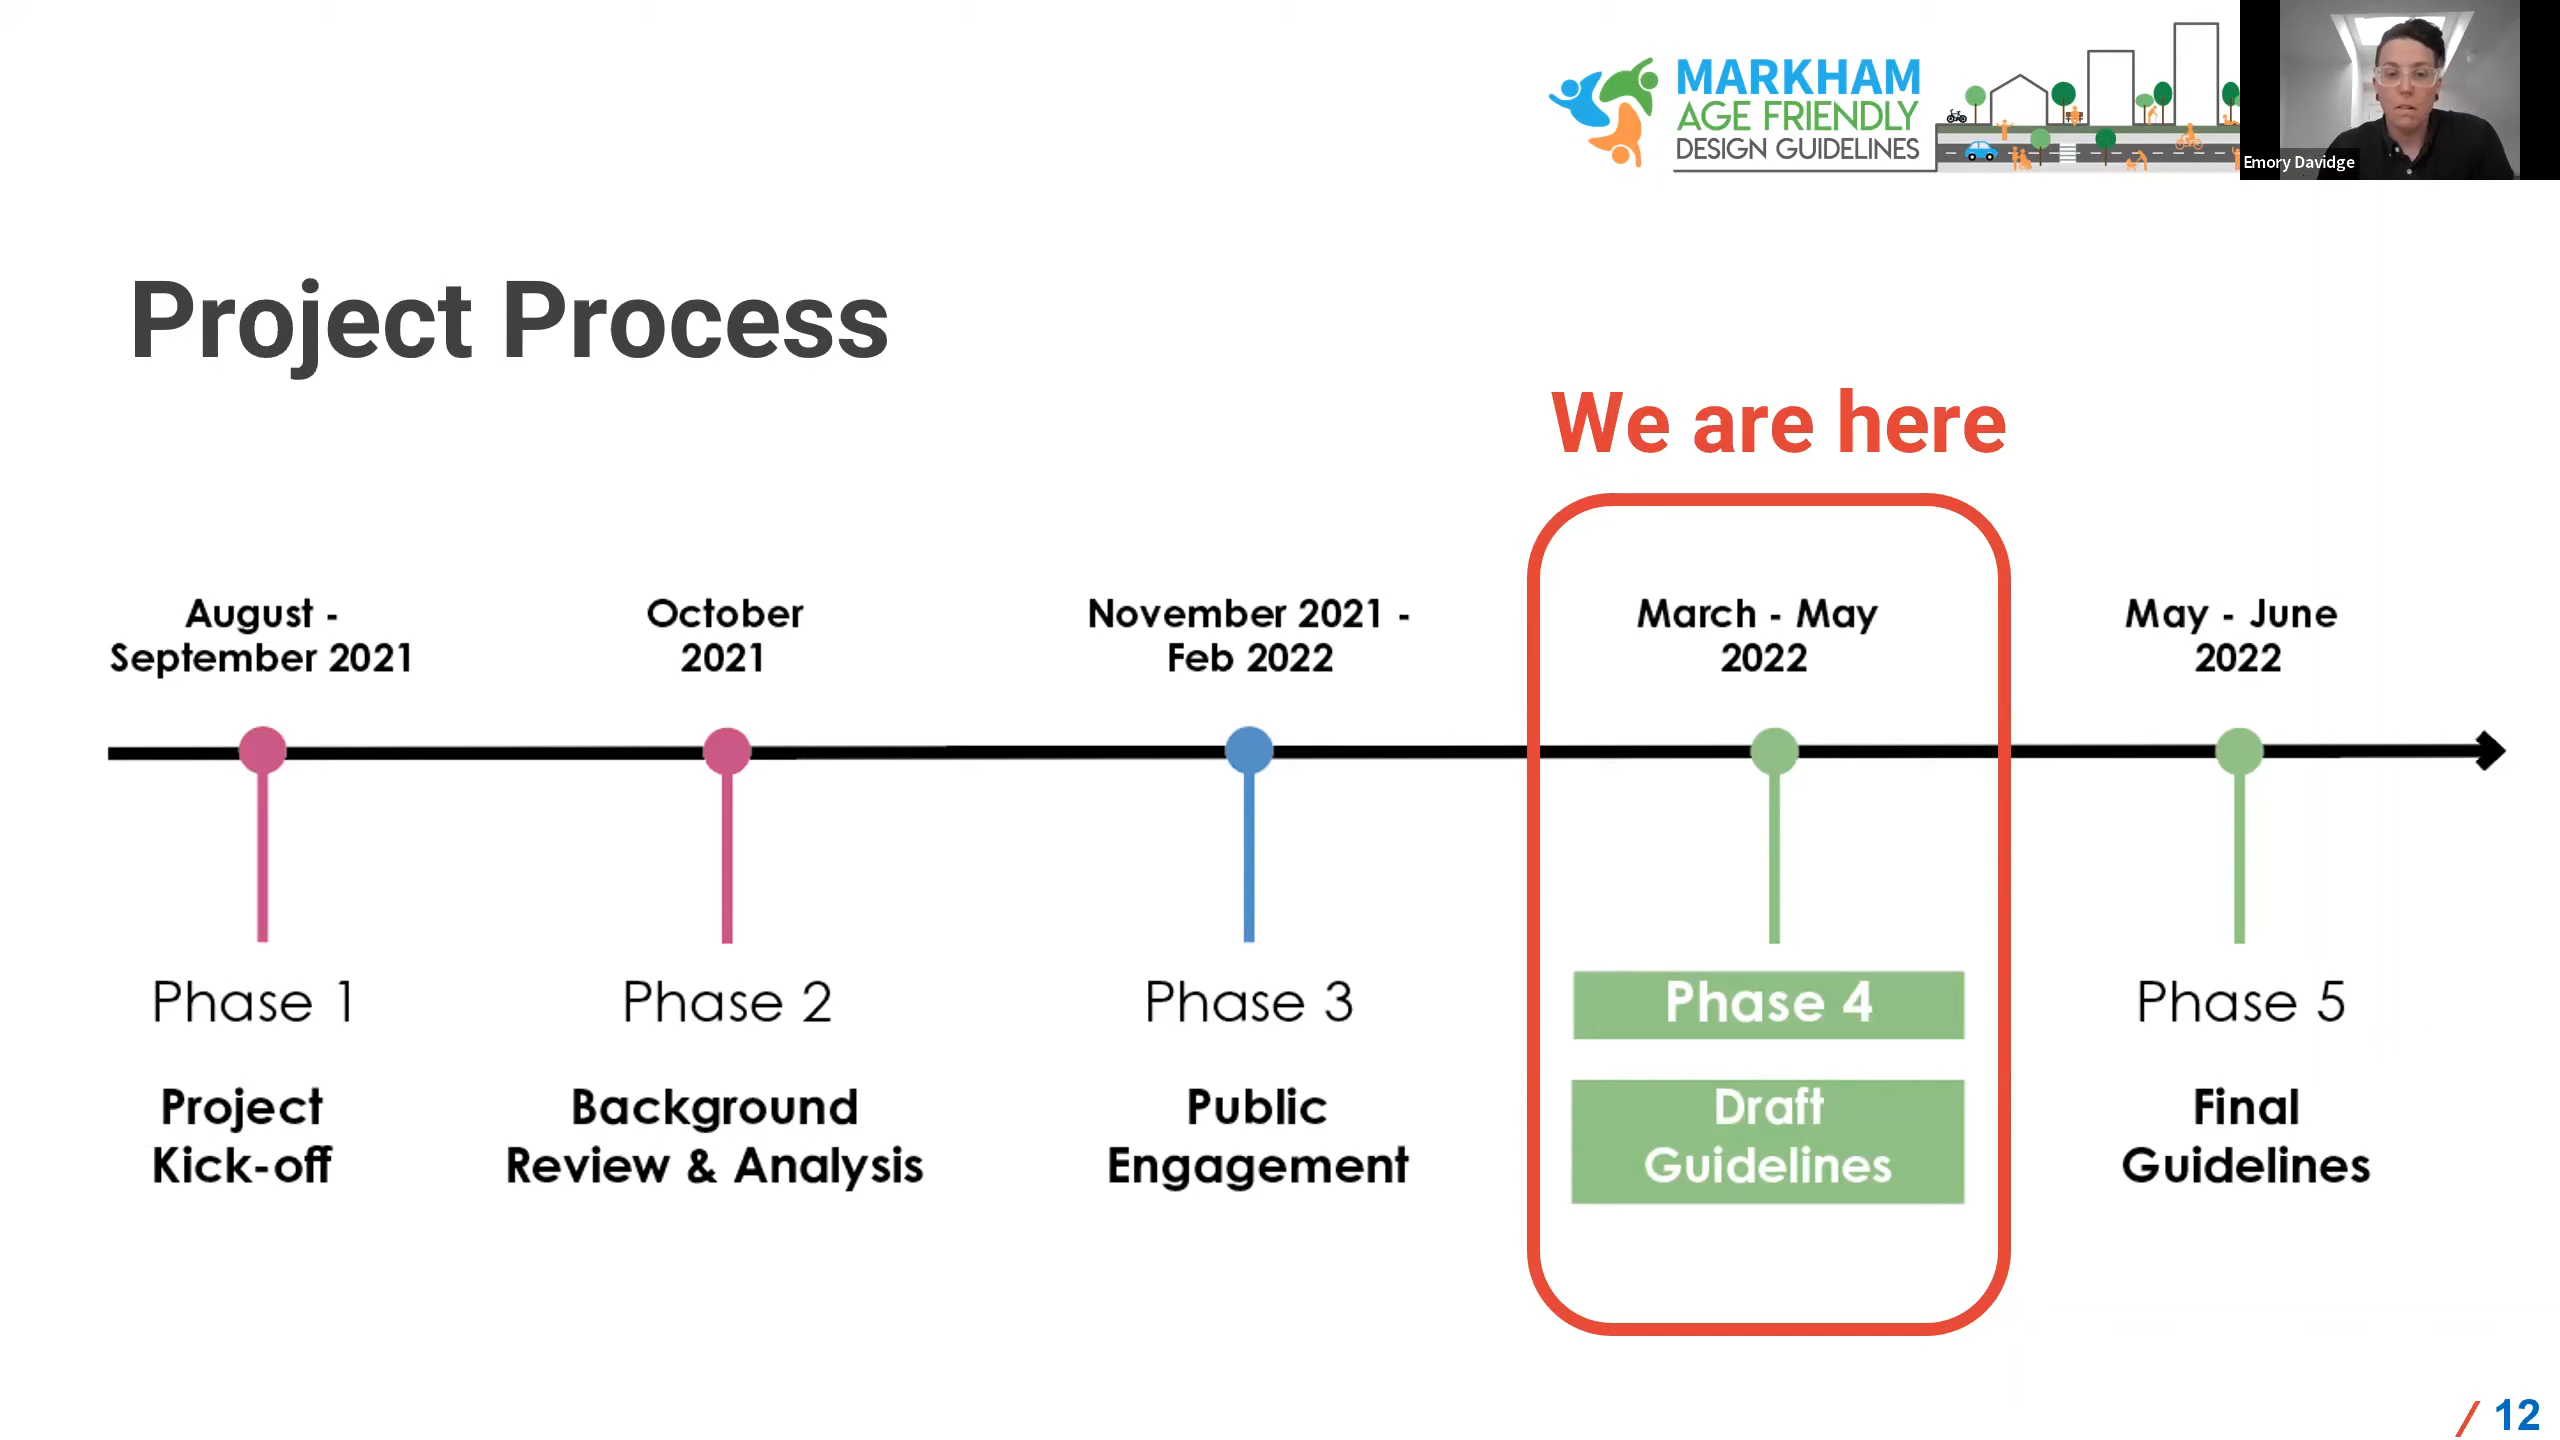 MARKHAM
AGE FRIENDLY
DESIGN GUIDELINES
Emory Davidge
Project Process
We are here
August -
September 2021
October
2021
November 2021 -
Feb 2022
March - May
2022
May - June
2022
Phase 1
Phase 2
Phase 3
Phase 4
Phase 5
Project
Kick-off
Background
Review & Analysis
Public
Engagement
Draft
Guidelines
Final
Guidelines
/ 12